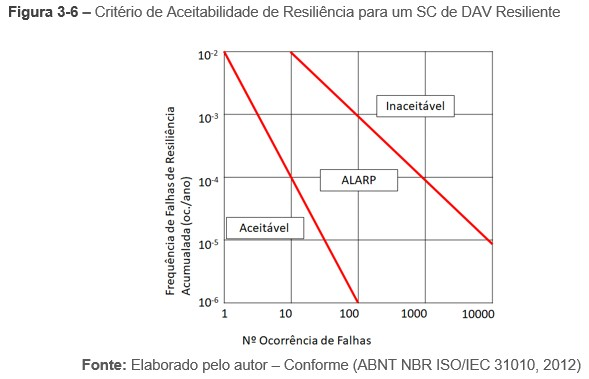 Figura 3-6 – Critério de Aceitabilidade de Resiliência para um SC de DAV Resiliente
Frequência de Falhas de Resiliência
Acumualada (oc./ano)
10-2
10-3
10-4
10-5
10-6
Inaceitável
ALARP
Aceitável
1 10 100 1000 10000
Nº Ocorrência de Falhas
Fonte: Elaborado pelo autor – Conforme (ABNT NBR ISO/IEC 31010, 2012)